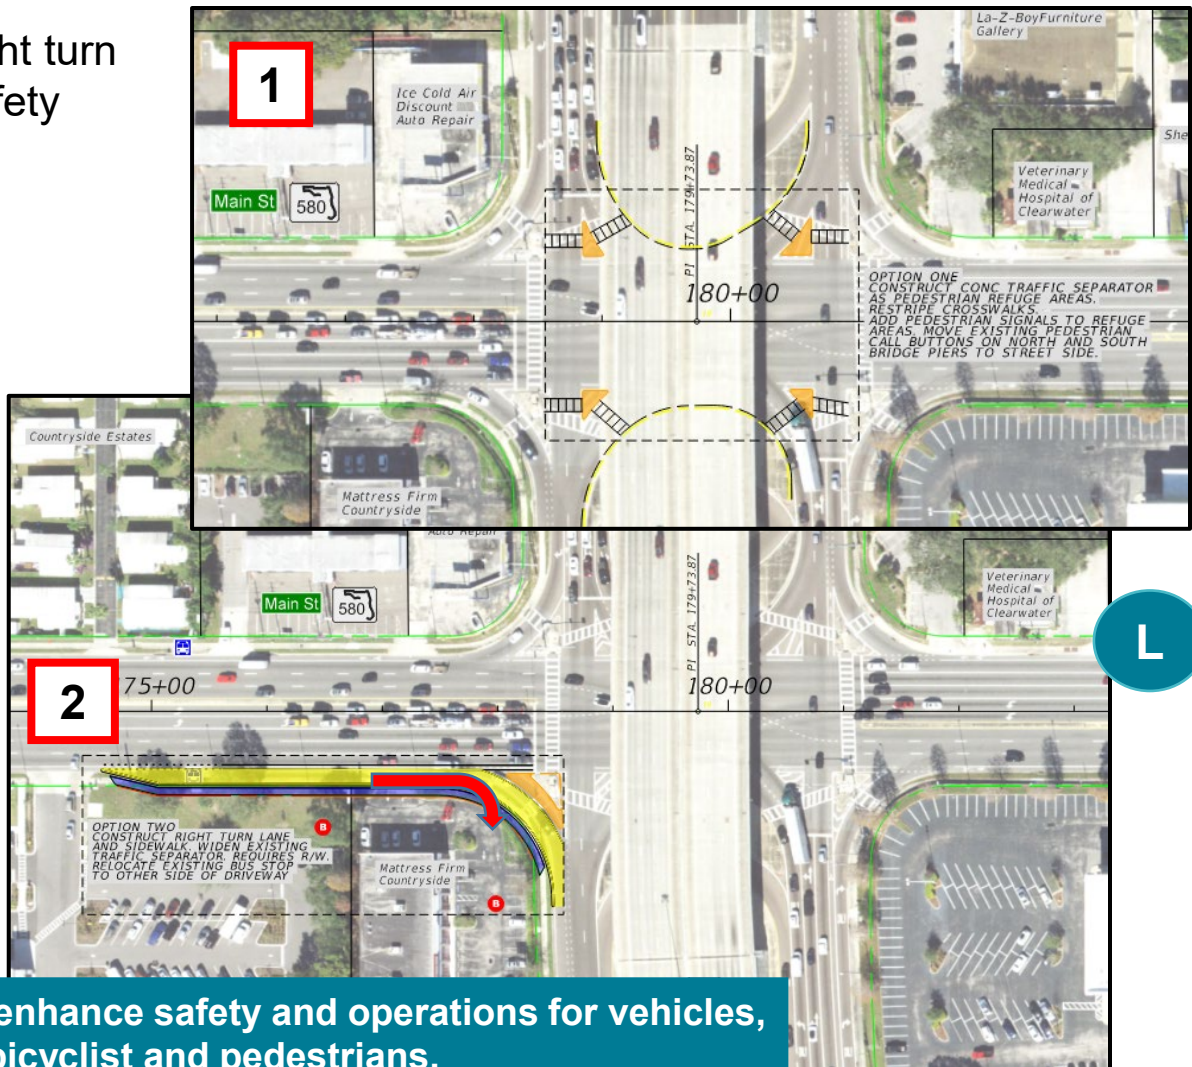 ht turn
fety
1
Ice Cold Air
Discount
Auto Repair
Main St
580
PI STA. 179+73.87
180+00
La-Z-BoyFurniture
Gallery
Veterinary
Medical
Hospital of
Clearwater
She
OPTION ONE
CONSTRUCT CONC TRAFFIC SEPARATOR
AS PEDESTRIAN REFUGE AREAS.
RESTRIPE CROSSWALKS.
ADD PEDESTRIAN SIGNALS TO REFUGE
AREAS. MOVE EXISTING PEDESTRIAN
CALL BUTTONS ON NORTH AND SOUTH
BRIDGE PIERS TO STREET SIDE.
Mattress Firm
Countryside
Countryside Estates
Auto Repair
Main St
580
PI STA. 179+73.87
Veterinary
Medical
Hospital of
Clearwater
L
2
175+00
180+00
OPTION TWO
CONSTRUCT RIGHT TURN LANE
AND SIDEWALK. WIDEN EXISTING
TRAFFIC SEPARATOR. REQUIRES R/W.
RELOCATE EXISTING BUS STOP
TO OTHER SIDE OF DRIVEWAY
B
Mattress Firm
Countryside
B
enhance safety and operations for vehicles,
bicyclist and pedestrians.